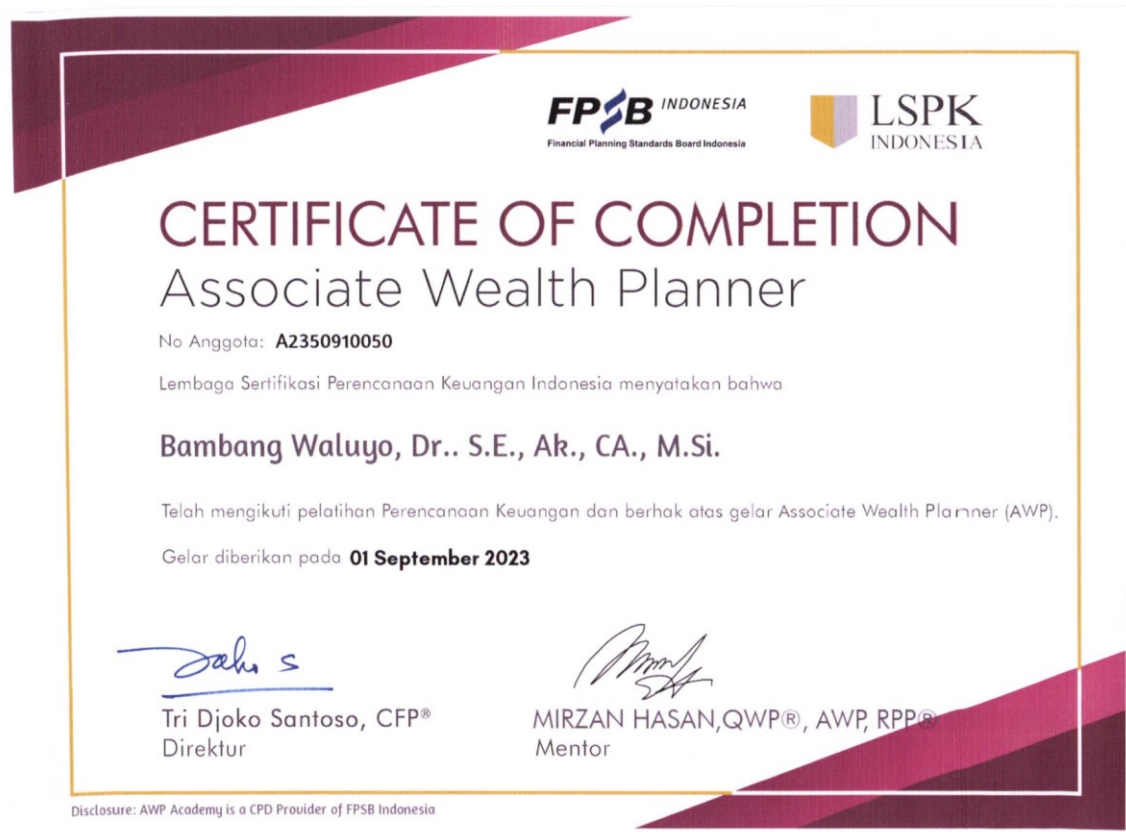 FPSB INDONESIA
Financial Planning Standards Board Indonesia
LSPK
INDONESIA
CERTIFICATE OF COMPLETION
Associate Wealth Planner
No Anggota: A2350910050
Lembaga Sertifikasi Perencanaan Keuangan Indonesia menyatakan bahwa
Bambang Waluyo, Dr.. S.E., Ak., CA., M.Si.
Telah mengikuti pelatihan Perencanaan Keuangan dan berhak atas gelar Associate Wealth Planner (AWP).
Gelar diberikan pada 01 September 2023
Tri Djoko Santoso, CFP®
Direktur
MIRZAN HASAN,QWP®, AWP, RPP®
Mentor
Disclosure: AWP Academy is a CPD Provider of FPSB Indonesia